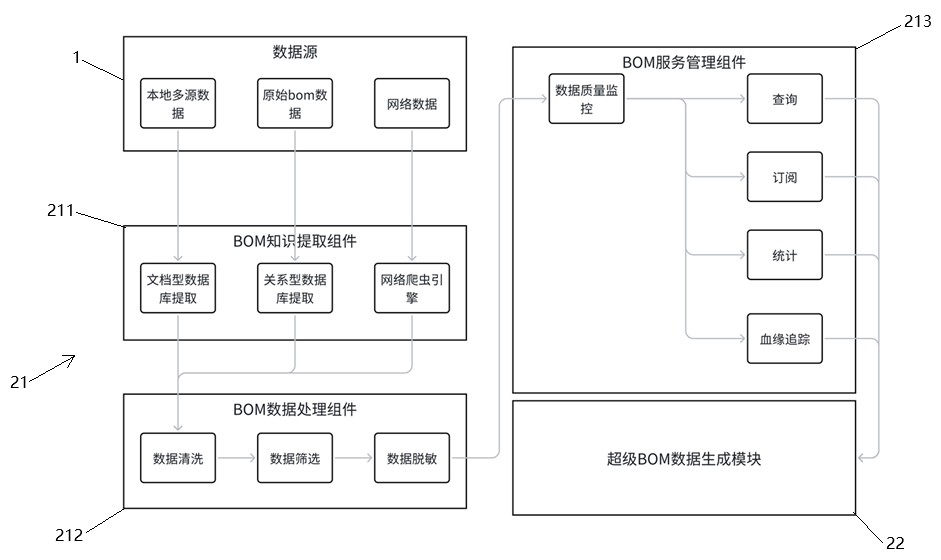 1
数据源
本地多源数
据
原始bom数
据
网络数据
211
BOM知识提取组件
文档型数据
库提取
关系型数据
库提取
网络爬虫引
擎
21
BOM数据处理组件
数据清洗
数据筛选
数据脱敏
212
213
BOM服务管理组件
数据质量监
控
查询
订阅
统计
血缘追踪
超级BOM数据生成模块
22